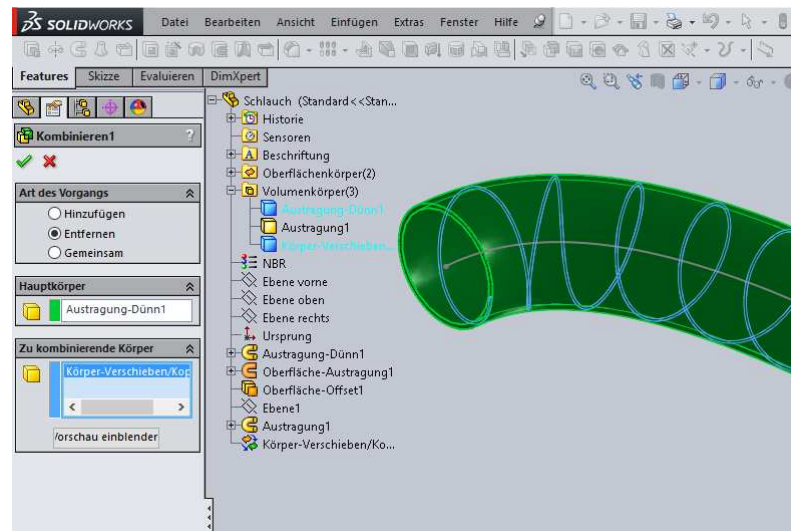 SOLIDWORKS Datei Bearbeiten Ansicht Einfügen Extras Fenster Hilfe
Features Skizze Evaluieren DimXpert
Kombinieren1 ?
Art des Vorgangs
Hinzufügen
Entfernen
Gemeinsam
Hauptkörper
Austragung-Dünn1
Zu kombinierende Körper
Körper-Verschieben/Kop
/orschau einblender
Schlauch (Standard<<Stan...
Historie
Sensoren
A Beschriftung
Oberflächenkörper(2)
Volumenkörper(3)
Austragung-Dünn1
Austragung1
Körper-Verschieben...
NBR
Ebene vorne
Ebene oben
Ebene rechts
Ursprung
Austragung-Dünn1
Oberfläche-Austragung1
Oberfläche-Offset1
Ebene1
Austragung1
Körper-Verschieben/Ko...